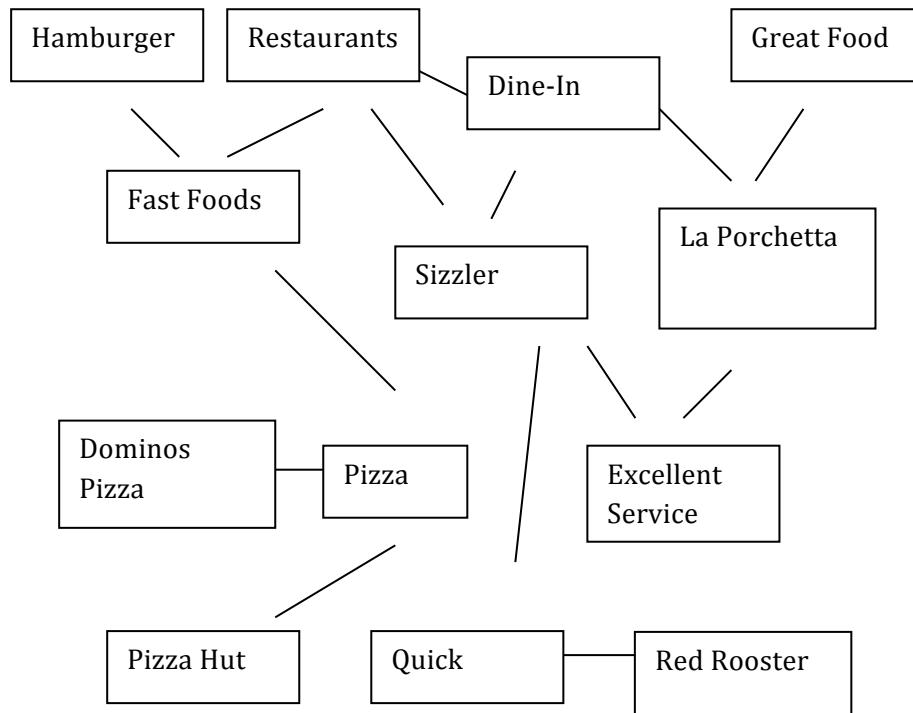 Hamburger
Restaurants
Great Food
Dine-In
Fast Foods
La Porchetta
Sizzler
Dominos
Pizza
Pizza
Excellent
Service
Pizza Hut
Quick
Red Rooster